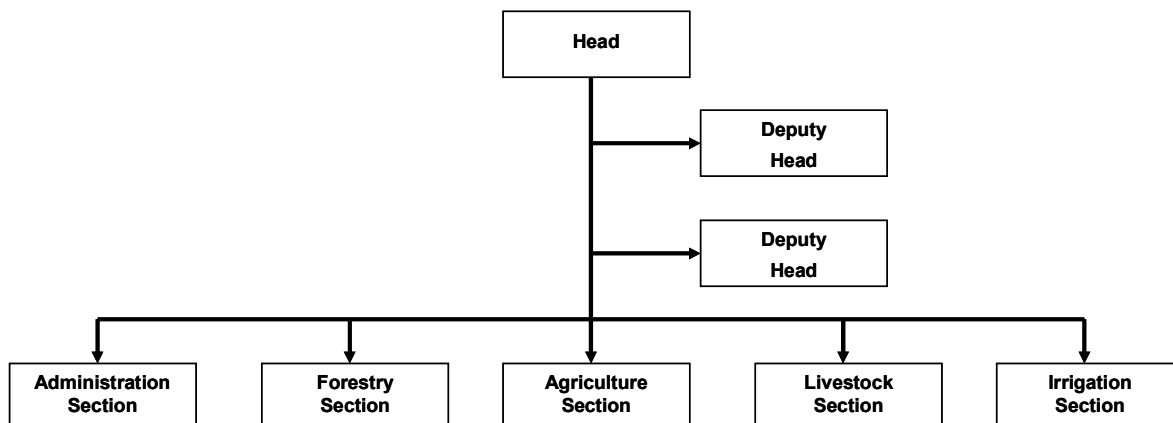 Head
Deputy
Head
Deputy
Head
Administration
Section
Forestry
Section
Agriculture
Section
Livestock
Section
Irrigation
Section